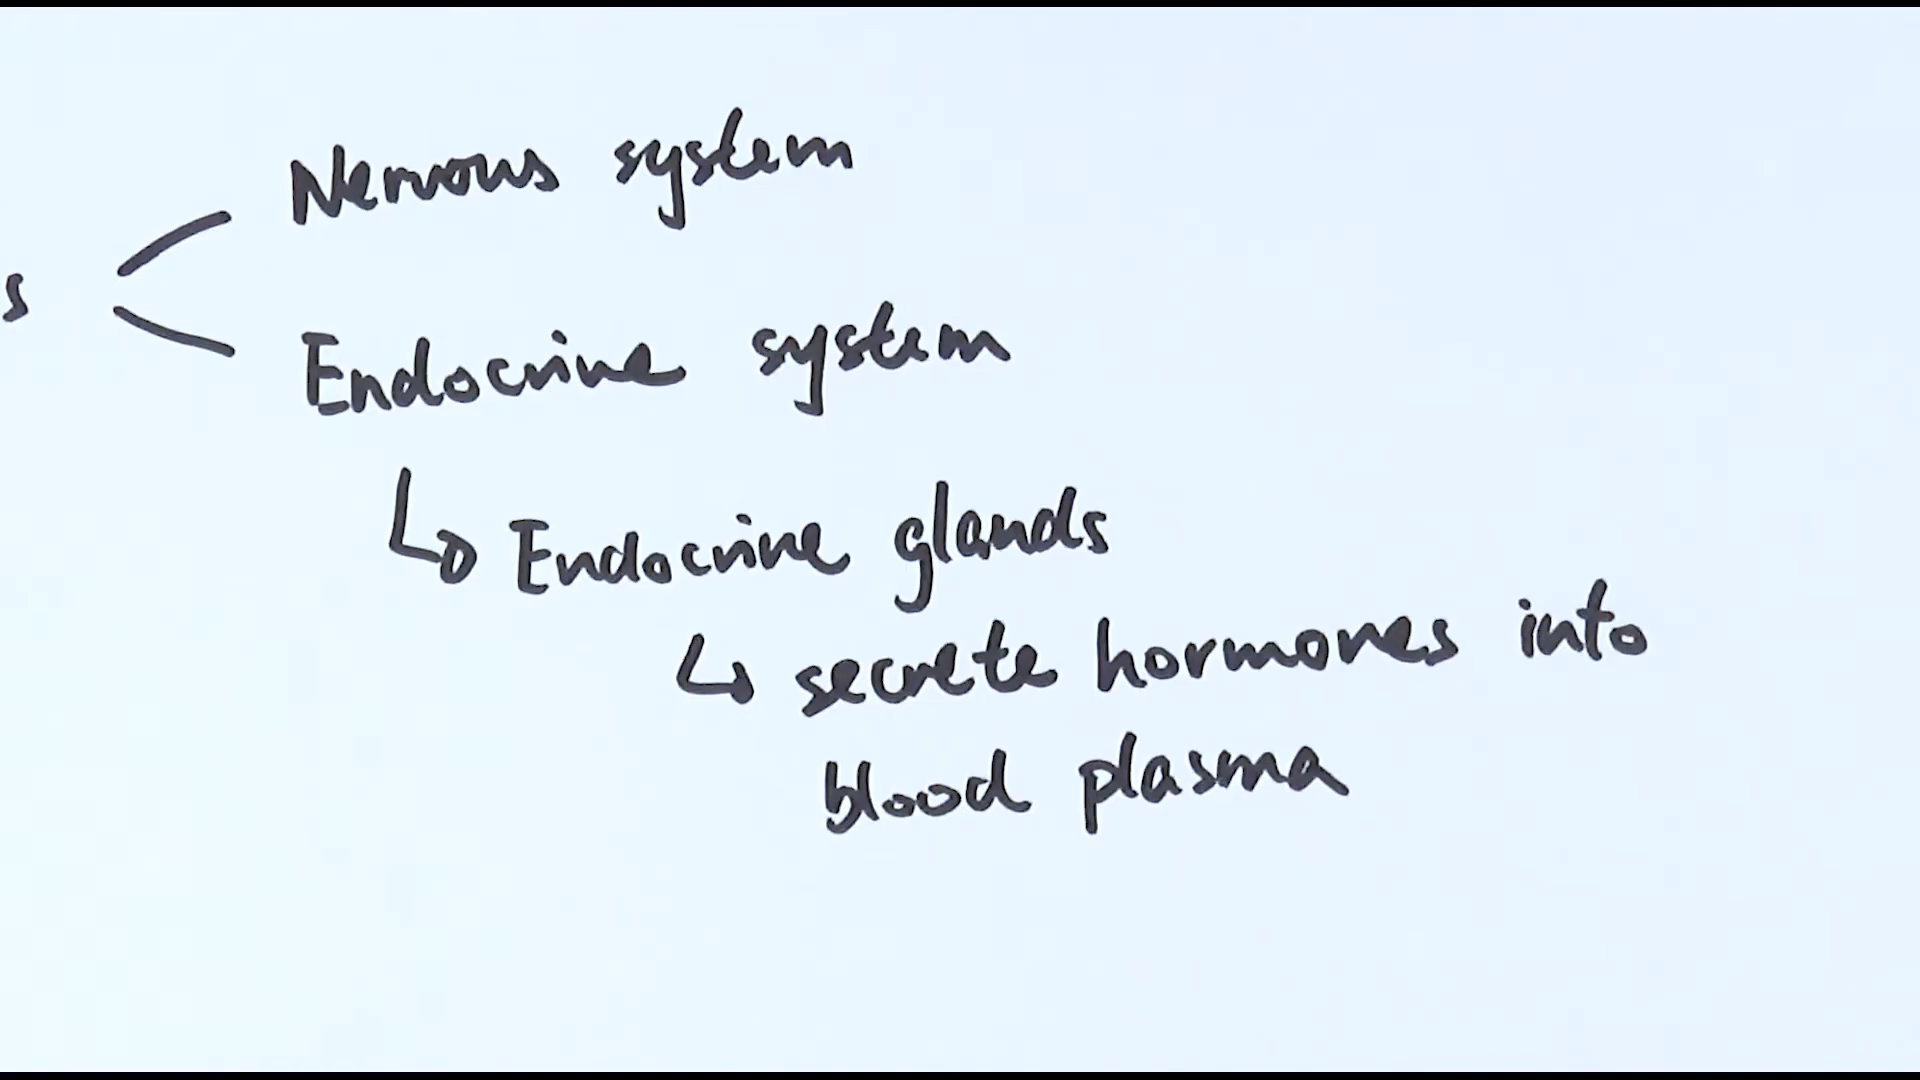 Nervous system
s
Endocrine system
Endocrine glands
secrete hormones into
blood plasma